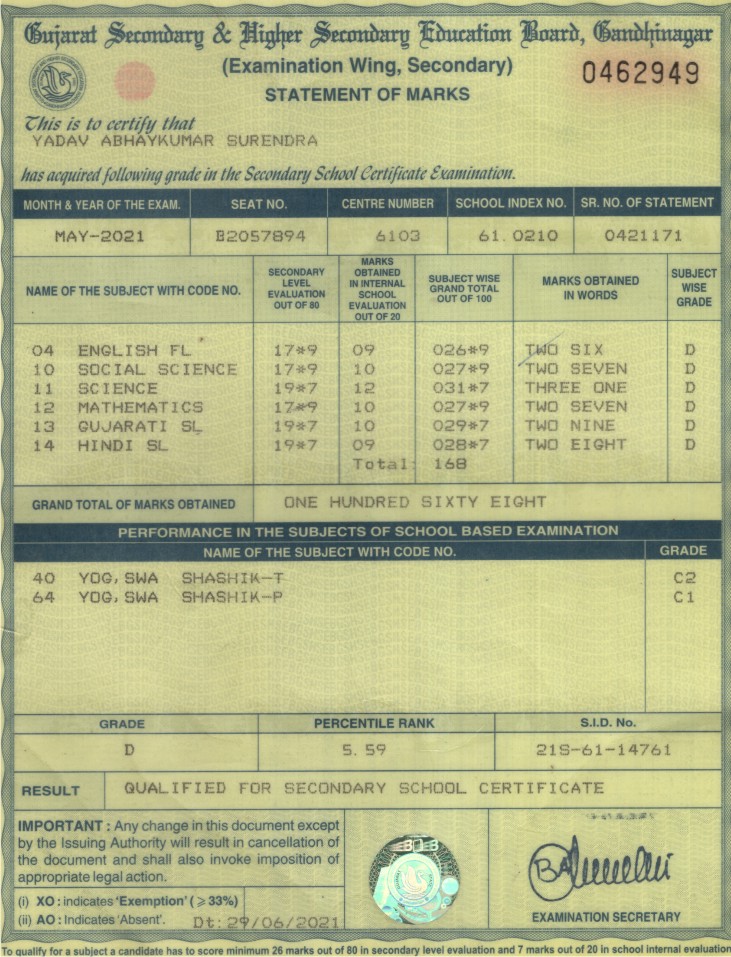 Gujarat Secondary & Higher Secondary Education Board, Gandhinagar
(Examination Wing, Secondary)
0462949
STATEMENT OF MARKS
This is to certify that
YADAV ABHAYKUMAR SURENDRA
has acquired following grade in the Secondary School Certificate Examination.
MONTH & YEAR OF THE EXAM. SEAT NO. CENTRE NUMBER SCHOOL INDEX NO. SR. NO. OF STATEMENT
MAY-2021 B2057894 6103 61.0210 0421171
NAME OF THE SUBJECT WITH CODE NO. SECONDARY LEVEL EVALUATION OUT OF 80 MARKS OBTAINED IN INTERNAL SCHOOL EVALUATION OUT OF 20 SUBJECT WISE GRAND TOTAL OUT OF 100 MARKS OBTAINED IN WORDS SUBJECT WISE GRADE
04 ENGLISH FL 17*9 09 026*9 TWO SIX D
10 SOCIAL SCIENCE 17*9 10 027*9 TWO SEVEN D
11 SCIENCE 19*7 12 031*7 THREE ONE D
12 MATHEMATICS 17*9 10 027*9 TWO SEVEN D
13 GUJARATI SL 19*7 10 029*7 TWO NINE D
14 HINDI SL 19*7 09 028*7 TWO EIGHT D
Total: 168
GRAND TOTAL OF MARKS OBTAINED ONE HUNDRED SIXTY EIGHT
PERFORMANCE IN THE SUBJECTS OF SCHOOL BASED EXAMINATION
NAME OF THE SUBJECT WITH CODE NO. GRADE
40 YOG,SWA SHASHIK-T C2
64 YOG,SWA SHASHIK-P C1
GRADE PERCENTILE RANK S.I.D. No.
D 5.59 21S-61-14761
RESULT QUALIFIED FOR SECONDARY SCHOOL CERTIFICATE
IMPORTANT : Any change in this document except
by the Issuing Authority will result in cancellation of
the document and shall also invoke imposition of
appropriate legal action.
(i) XO : indicates 'Exemption' (⩾ 33%)
(ii) AO : Indicates 'Absent'. Dt:29/06/2021
EXAMINATION SECRETARY
To qualify for a subject a candidate has to score minimum 26 marks out of 80 in secondary level evaluation and 7 marks out of 20 in school internal evaluation